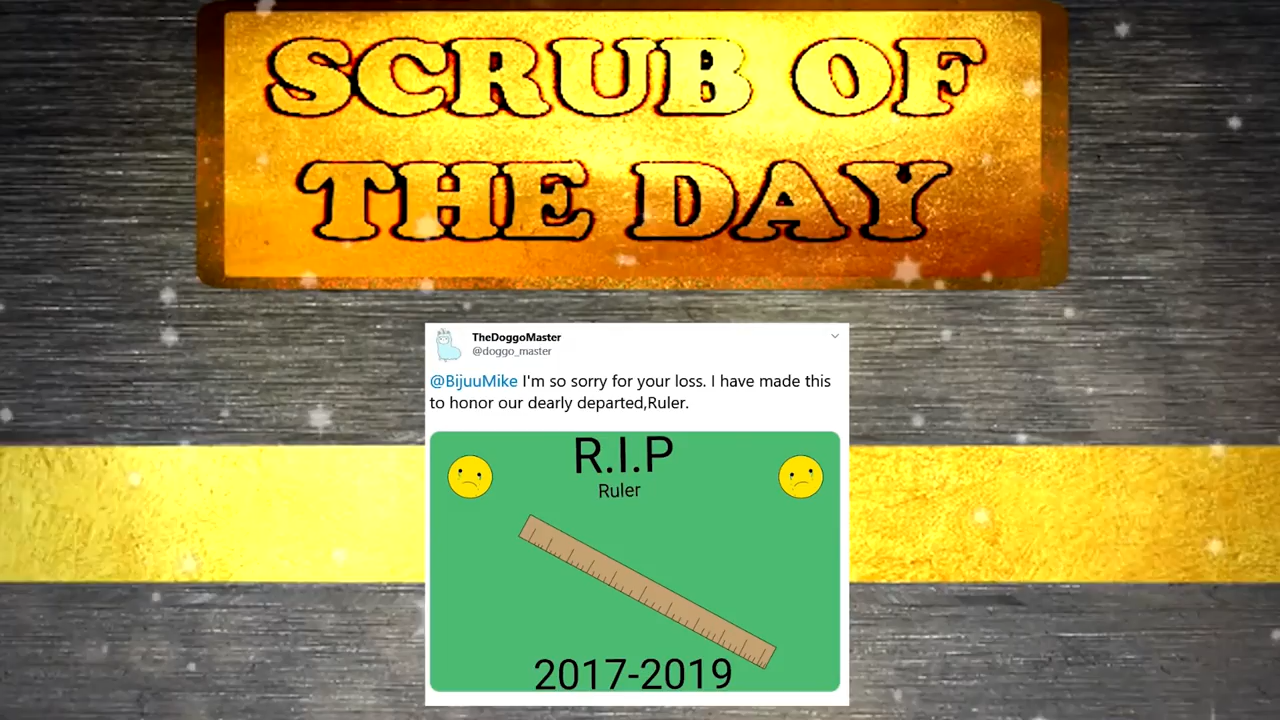 SCRUB OF
THE DAY
TheDoggoMaster
@doggo_master
@BijuuMike I'm so sorry for your loss. I have made this
to honor our dearly departed,Ruler.
R.I.P
Ruler
2017-2019